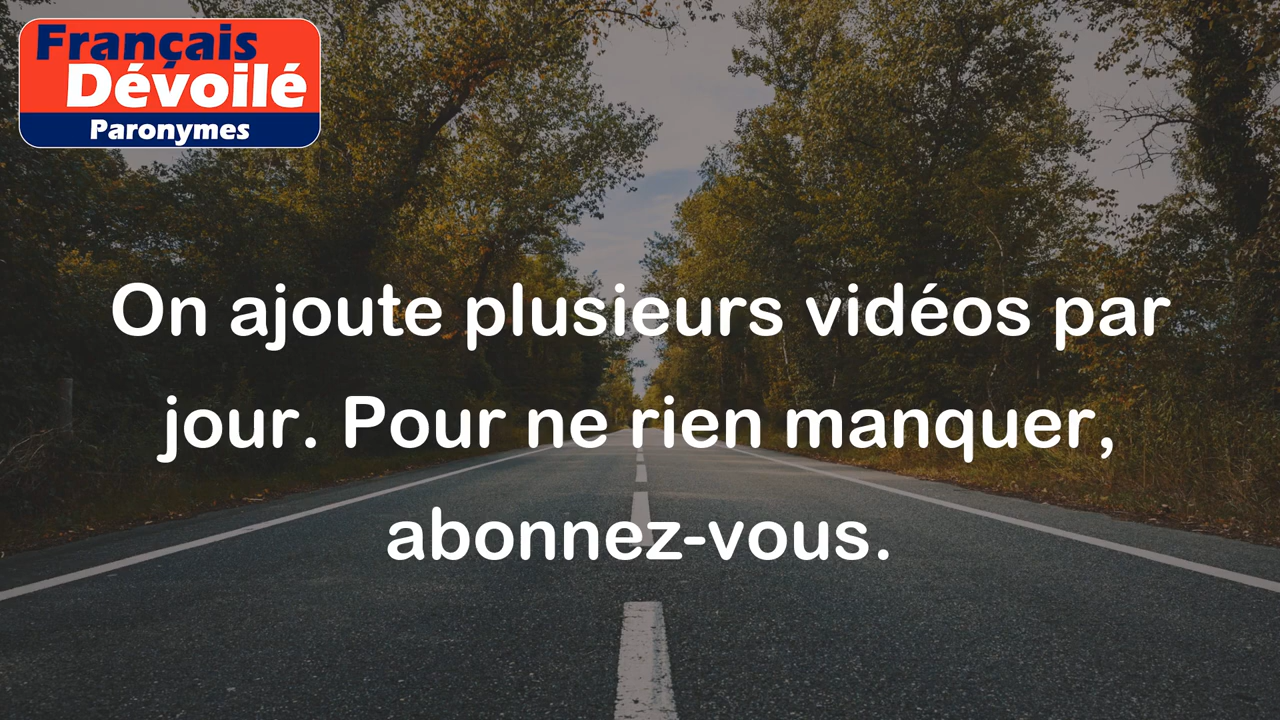 Français
Dévoilé
Paronymes
On ajoute plusieurs vidéos par
jour. Pour ne rien manquer,
abonnez-vous.